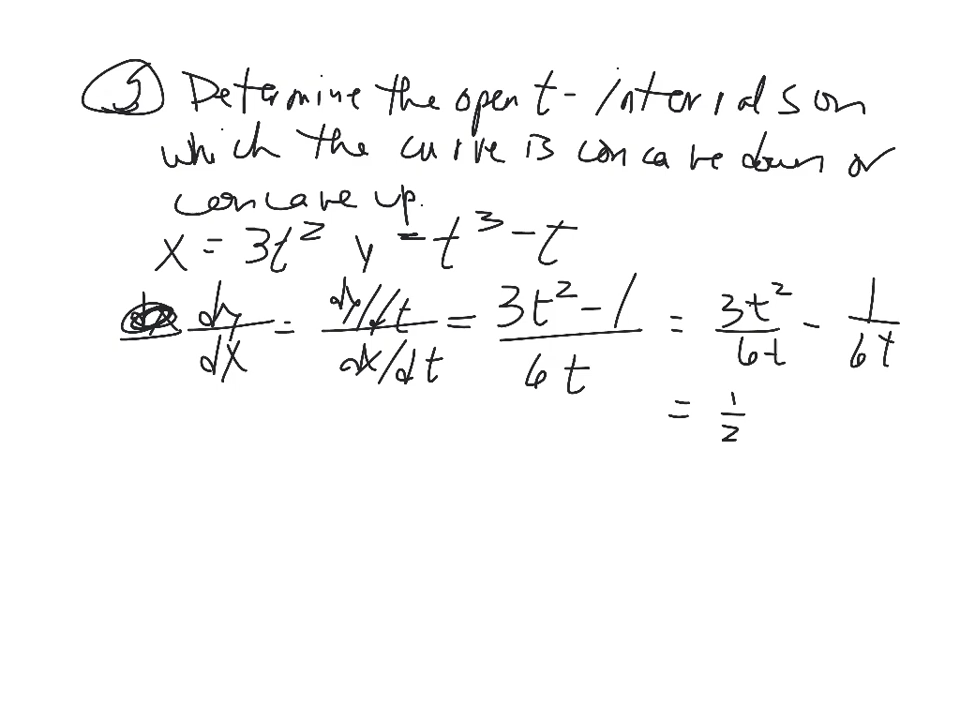 ③ Determine the open t-intervals on
which the curve is concave down or
concave up.
x = 3t² y = t³ - t
dy/dx = (dy/dt)/(dx/dt) = (3t² - 1)/(6t) = 3t²/6t - 1/6t
= 1/2